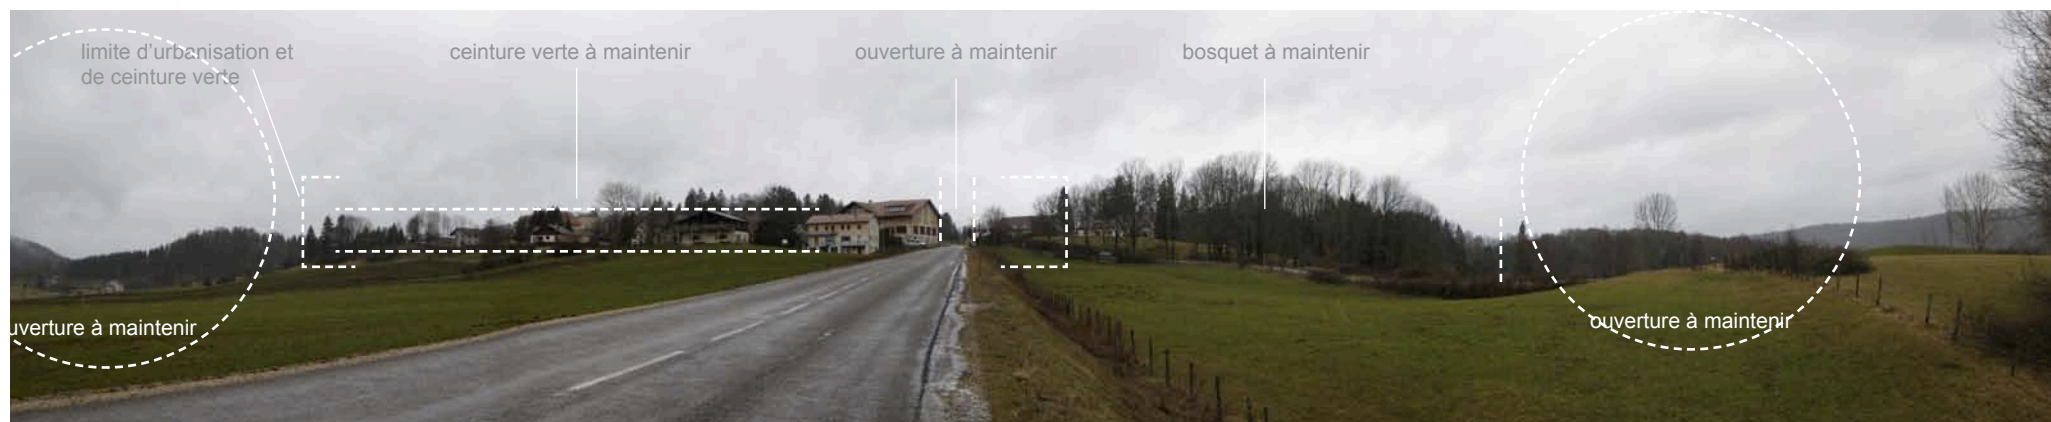 limite d'urbanisation et
de ceinture verte
ceinture verte à maintenir
ouverture à maintenir
bosquet à maintenir
uverture à maintenir
ouverture à maintenir